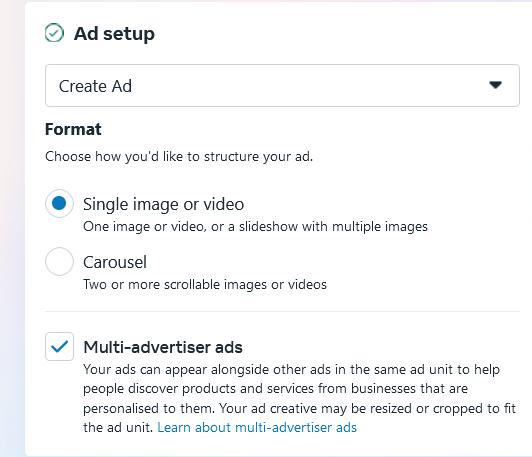 Ad setup
Create Ad
Format
Choose how you'd like to structure your ad.
Single image or video
One image or video, or a slideshow with multiple images
Carousel
Two or more scrollable images or videos
Multi-advertiser ads
Your ads can appear alongside other ads in the same ad unit to help
people discover products and services from businesses that are
personalised to them. Your ad creative may be resized or cropped to fit
the ad unit. Learn about multi-advertiser ads